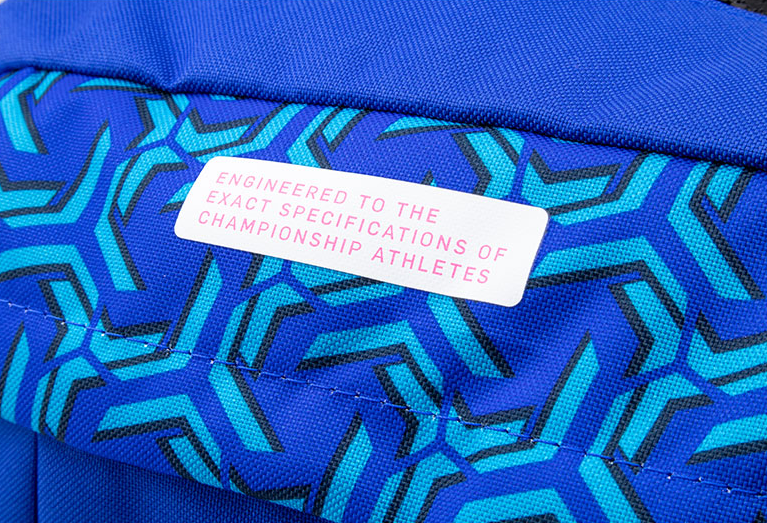 ENGINEERED TO THE
EXACT SPECIFICATIONS OF
CHAMPIONSHIP ATHLETES